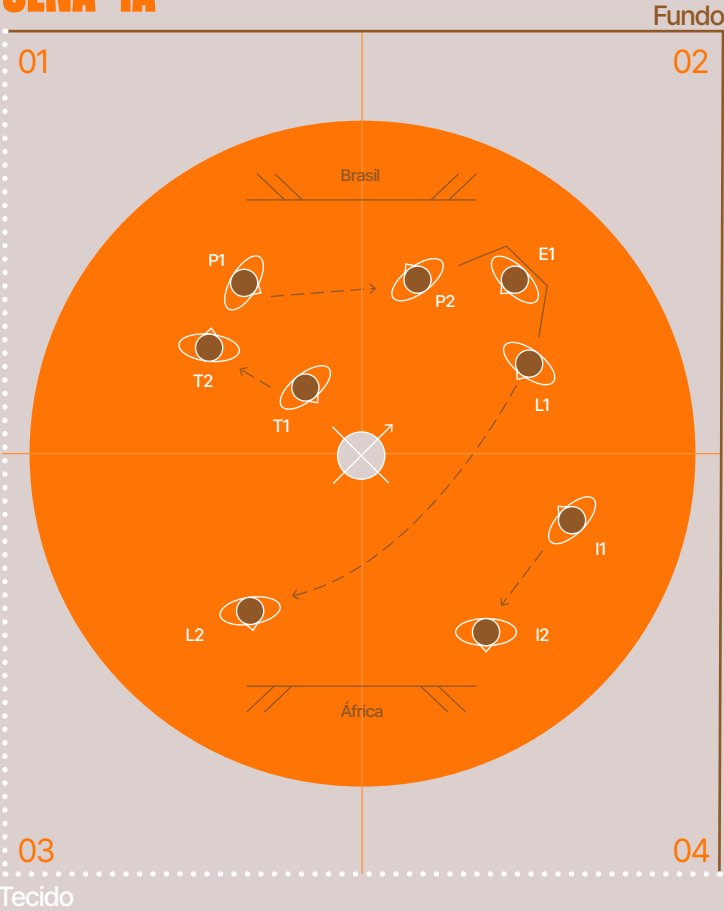 Fundo
01
02
Brasil
P1
P2
E1
T2
T1
L1
I1
L2
I2
África
03
04
Tecido